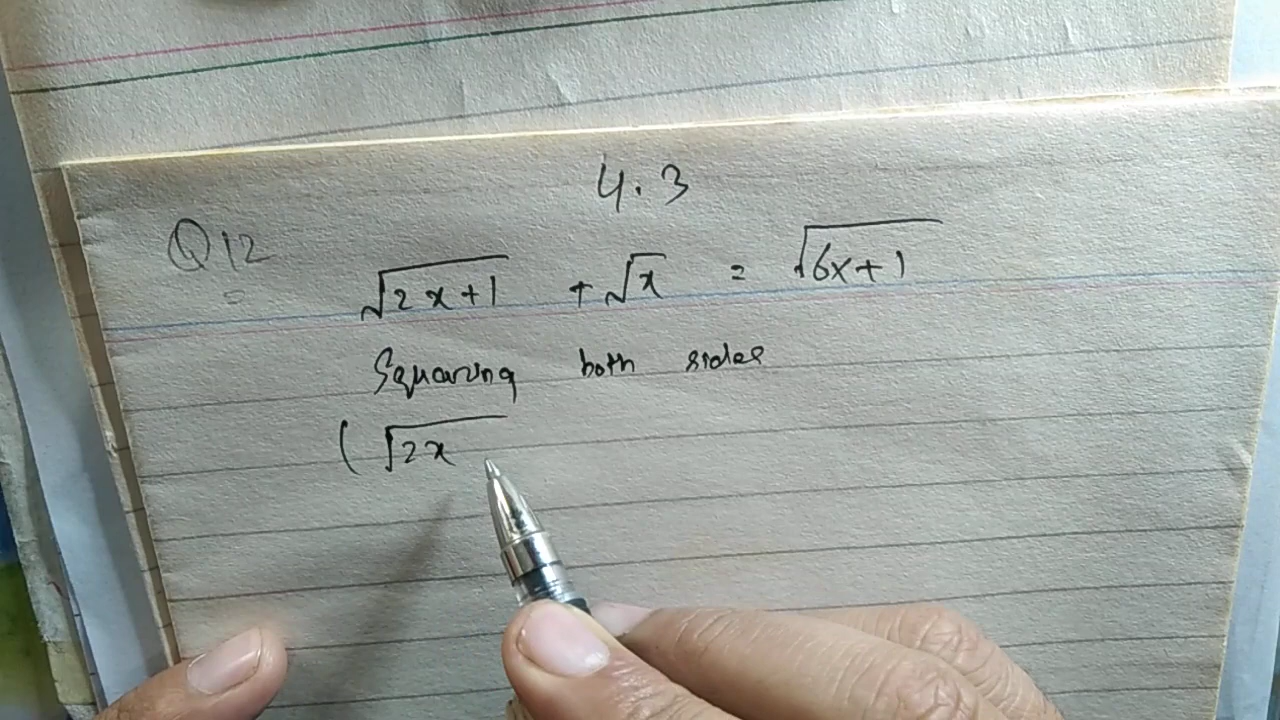 4.3
Q12
√2x+1 + √x = √6x+1
Squaring both sides
( √2x